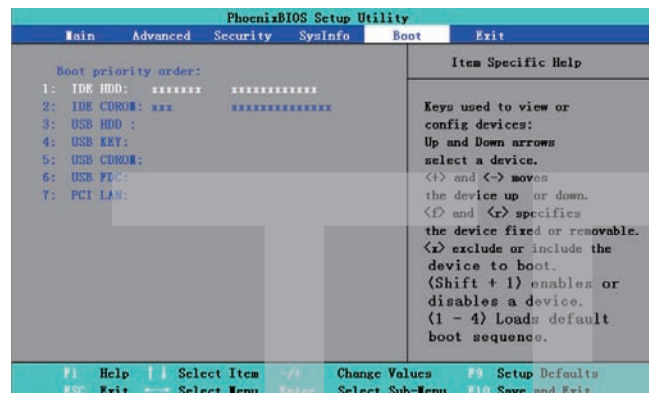 PhoenixBIOS Setup Utility
Main Advanced Security SysInfo Boot Exit
Boot priority order:
1: IDE HDD: xxxxxxx xxxxxxxxxxxx
2: IDE CDROM: xxx xxxxxxxxxxxxxx
3: USB HDD :
4: USB KEY:
5: USB CDROM:
6: USB FDC:
7: PCI LAN:
Item Specific Help
Keys used to view or
config devices:
Up and Down arrows
select a device.
<+> and <-> moves
the device up or down.
<f> and <r> specifies
the device fixed or removable.
<x> exclude or include the
device to boot.
(Shift + 1) enables or
disables a device.
(1 - 4) Loads default
boot sequence.
F1 Help ↑↓ Select Item -/+ Change Values F9 Setup Defaults
ESC Exit ←→ Select Menu Enter Select Sub-Menu F10 Save and Exit